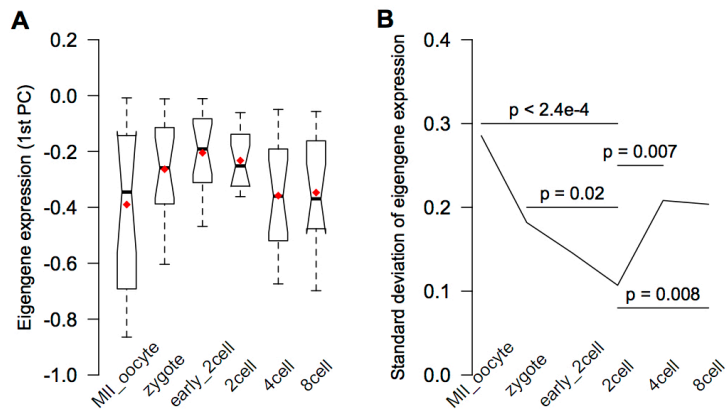 A
Eigengene expression (1st PC)
0.2
0.0
-0.2
-0.4
-0.6
-0.8
-1.0
MII_oocyte
zygote
early_2cell
2cell
4cell
8cell
B
Standard deviation of eigengene expression
0.4
0.3
0.2
0.1
0.0
p < 2.4e-4
p = 0.007
p = 0.02
p = 0.008
MII_oocyte
zygote
early_2cell
2cell
4cell
8cell